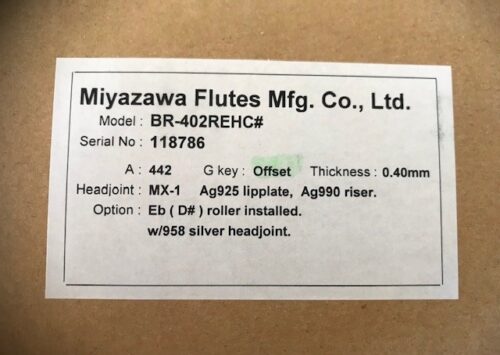 Miyazawa Flutes Mfg. Co., Ltd.
Model : BR-402REHC#
Serial No : 118786
A : 442 G key : Offset Thickness : 0.40mm
Headjoint : MX-1 Ag925 lipplate, Ag990 riser.
Option : Eb ( D# ) roller installed.
w/958 silver headjoint.